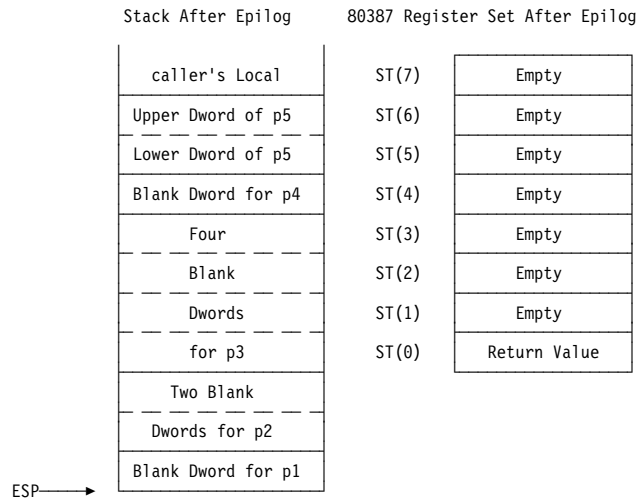 Stack After Epilog 80387 Register Set After Epilog
caller's Local ST(7) Empty
Upper Dword of p5 ST(6) Empty
Lower Dword of p5 ST(5) Empty
Blank Dword for p4 ST(4) Empty
Four ST(3) Empty
Blank ST(2) Empty
Dwords ST(1) Empty
for p3 ST(0) Return Value
Two Blank
Dwords for p2
Blank Dword for p1
ESP